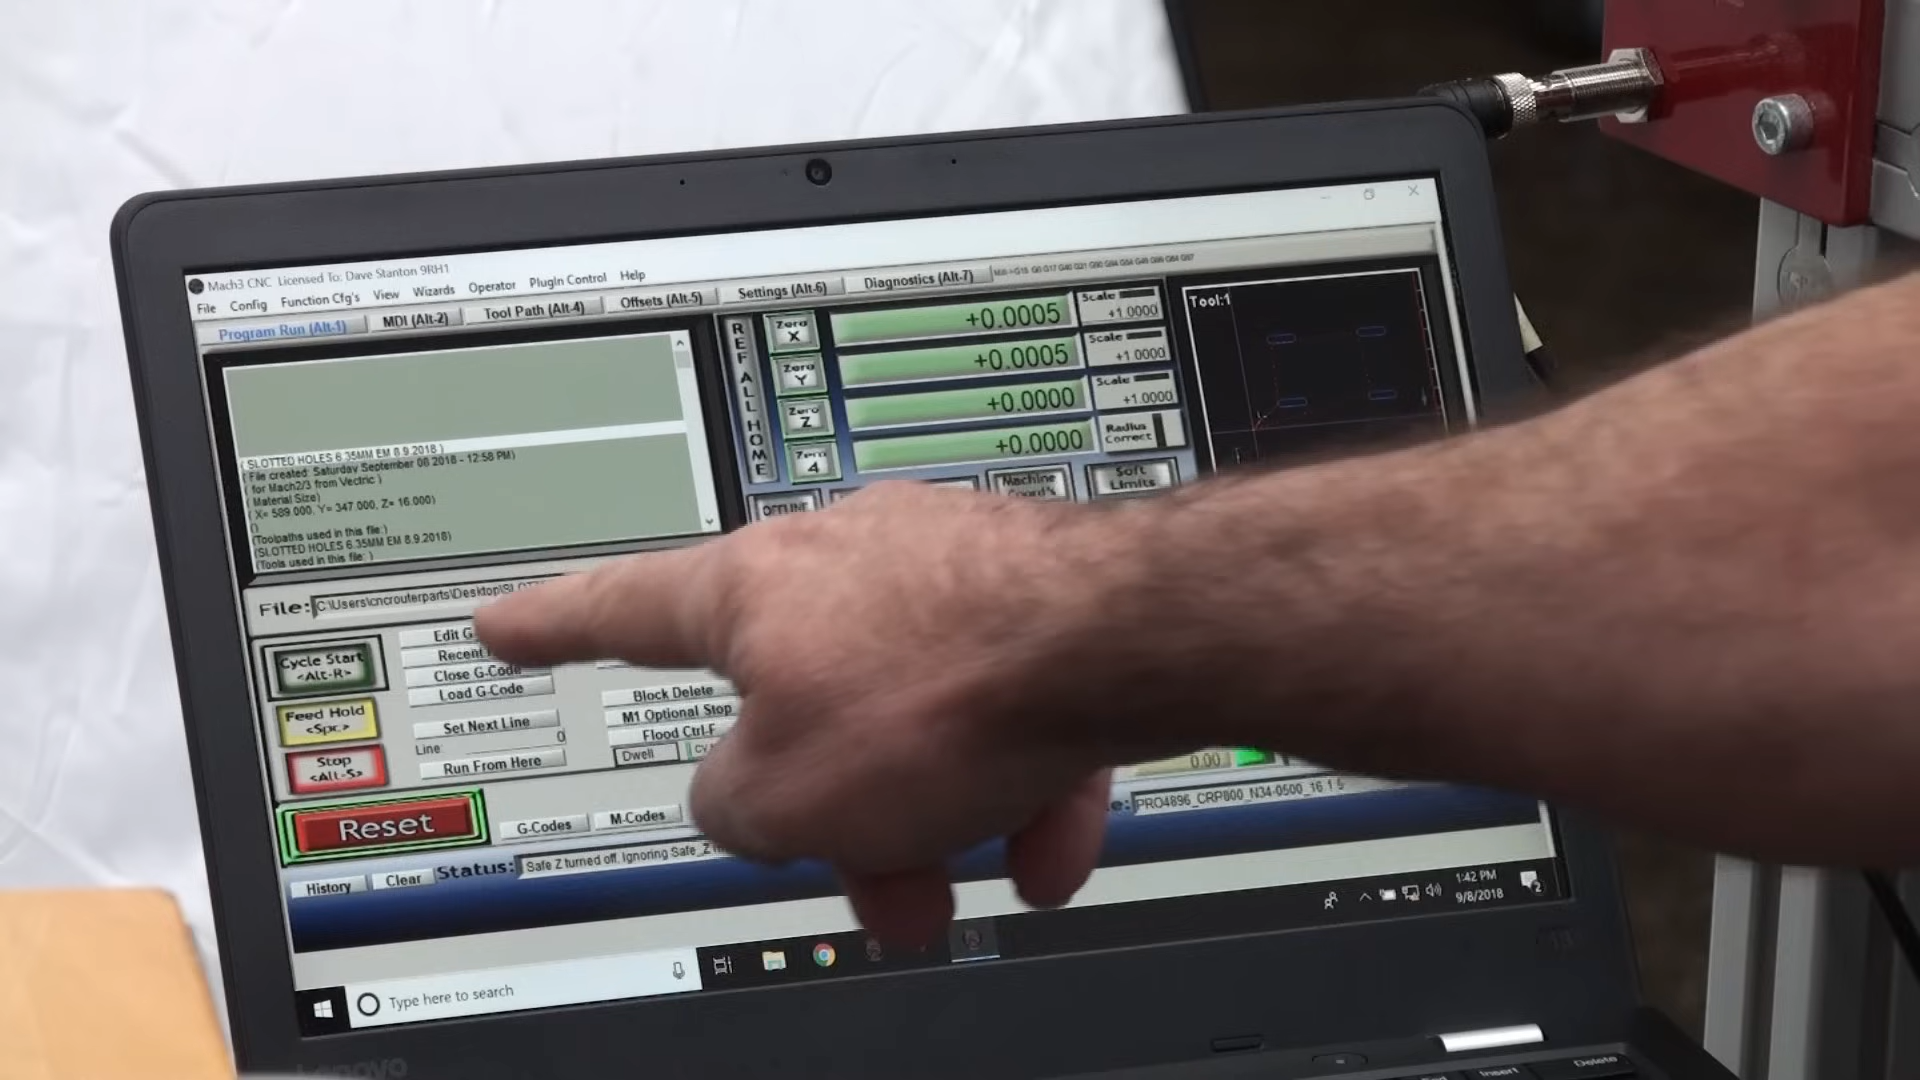 Mach3 CNC Licensed To: Dave Stanton 9RH1
File Config Function Cfg's View Wizards Operator PlugIn Control Help
Program Run (Alt-1) MDI (Alt-2) Tool Path (Alt-4) Offsets (Alt-5) Settings (Alt-6) Diagnostics (Alt-7)
( SLOTTED HOLES 6.35MM EM 8.9.2018 )
( File created: Saturday September 08 2018 - 12:58 PM)
( for Mach2/3 from Vectric )
( Material Size)
( X= 589.000, Y= 347.000, Z= 16.000)
()
(Toolpaths used in this file:)
(SLOTTED HOLES 6.35MM EM 8.9.2018)
(Tools used in this file: )
REF ALL HOME
Zero X +0.0005 Scale +1.0000
Zero Y +0.0005 Scale +1.0000
Zero Z +0.0000 Scale +1.0000
Zero 4 +0.0000 Radius Correct
OFFLINE Machine Coord's Soft Limits
Tool:1
File: C:\Users\cncrouterparts\Desktop\
Edit
Recent
Close G-Code
Load G-Code
Set Next Line
Line: 0
Run From Here
Cycle Start <Alt-R>
Feed Hold <Spc>
Stop <Alt-S>
Reset
Block Delete
M1 Optional Stop
Flood Ctrl-F
Dwell CV
G-Codes M-Codes
0.00
PRO4896_CRP800_N34-0500_16 1 5
History Clear Status: Safe Z turned off. Ignoring Safe_Z
1:42 PM
9/8/2018
2
Type here to search
Lenovo
Insert
Delete